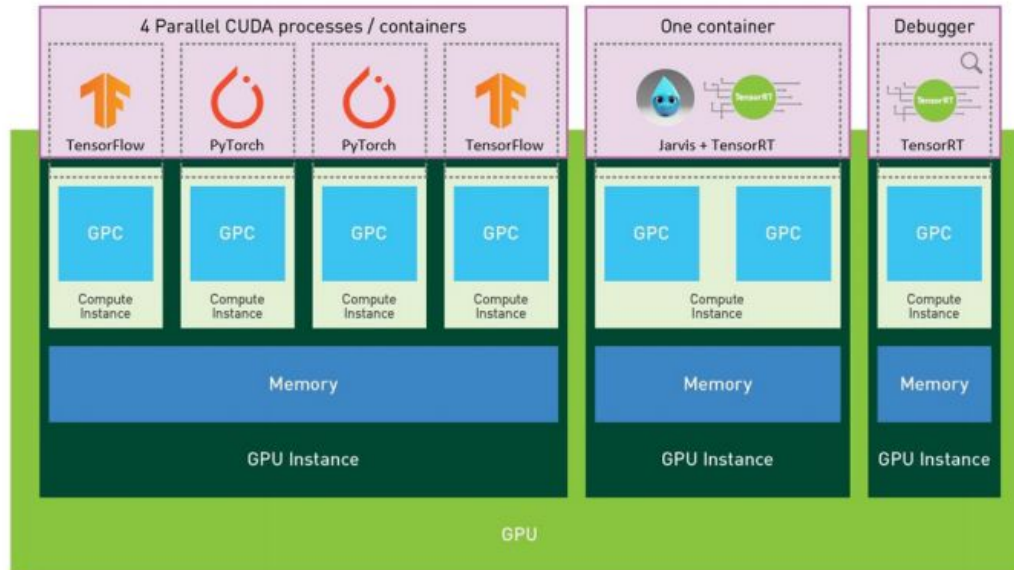 4 Parallel CUDA processes / containers
One container
Debugger
TensorFlow
PyTorch
PyTorch
TensorFlow
TensorRT
Jarvis + TensorRT
TensorRT
TensorRT
GPC
GPC
GPC
GPC
GPC
GPC
GPC
Compute
Instance
Compute
Instance
Compute
Instance
Compute
Instance
Compute
Instance
Compute
Instance
Memory
Memory
Memory
GPU Instance
GPU Instance
GPU Instance
GPU